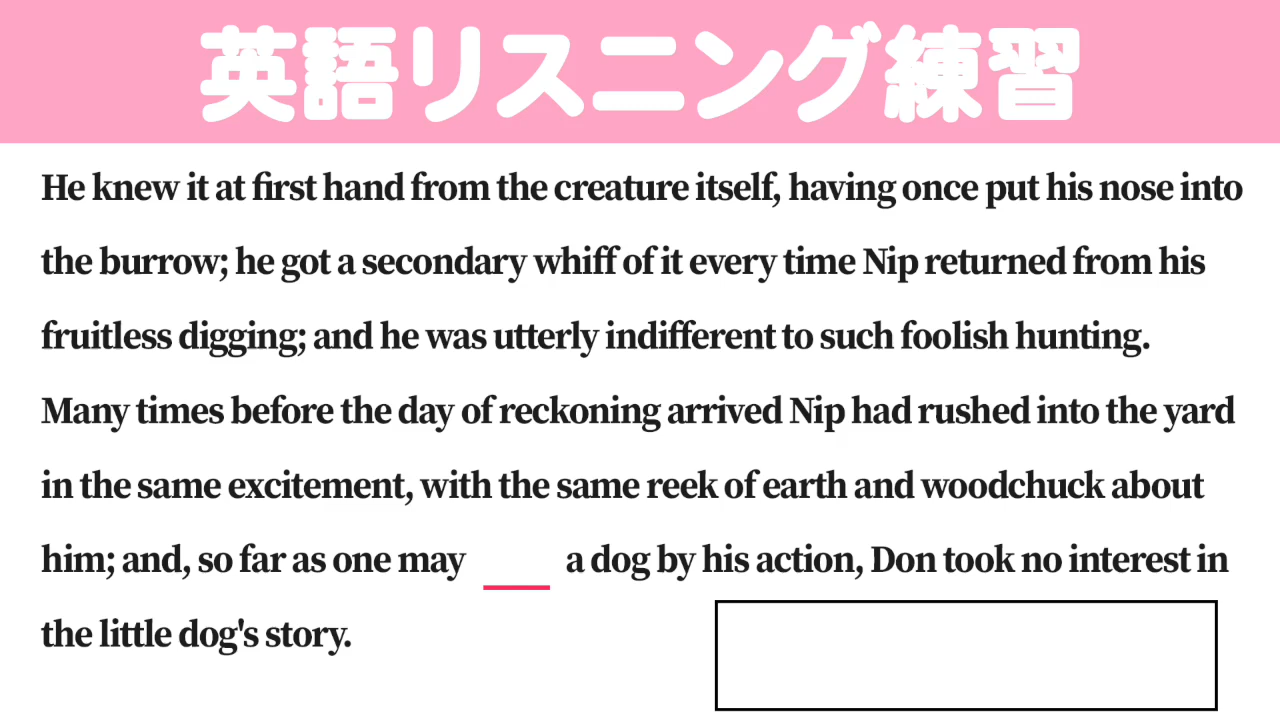 英語リスニング練習
He knew it at first hand from the creature itself, having once put his nose into
the burrow; he got a secondary whiff of it every time Nip returned from his
fruitless digging; and he was utterly indifferent to such foolish hunting.
Many times before the day of reckoning arrived Nip had rushed into the yard
in the same excitement, with the same reek of earth and woodchuck about
him; and, so far as one may ___ a dog by his action, Don took no interest in
the little dog's story.